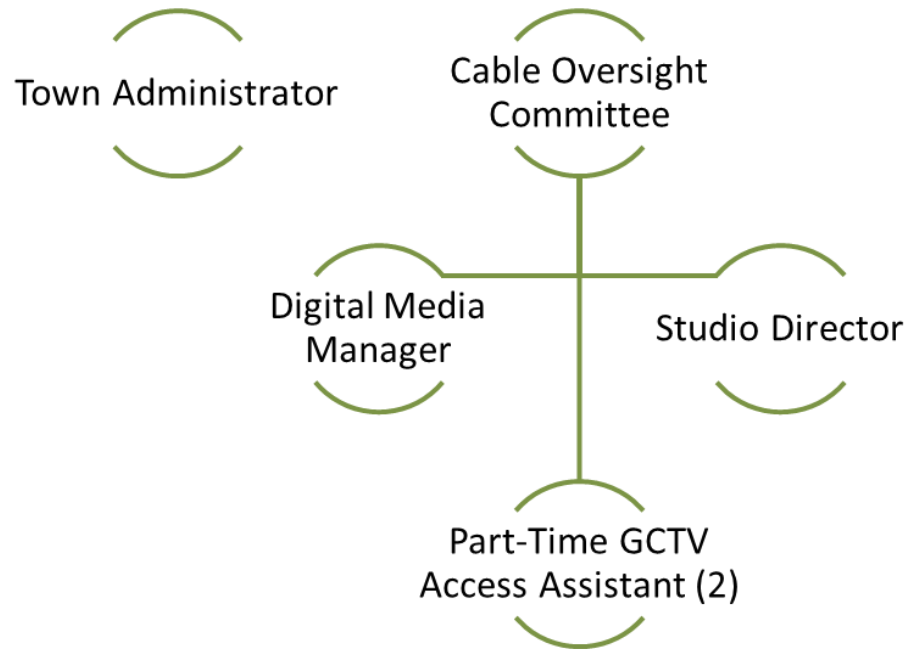 Town Administrator
Cable Oversight
Committee
Digital Media
Manager
Studio Director
Part-Time GCTV
Access Assistant (2)